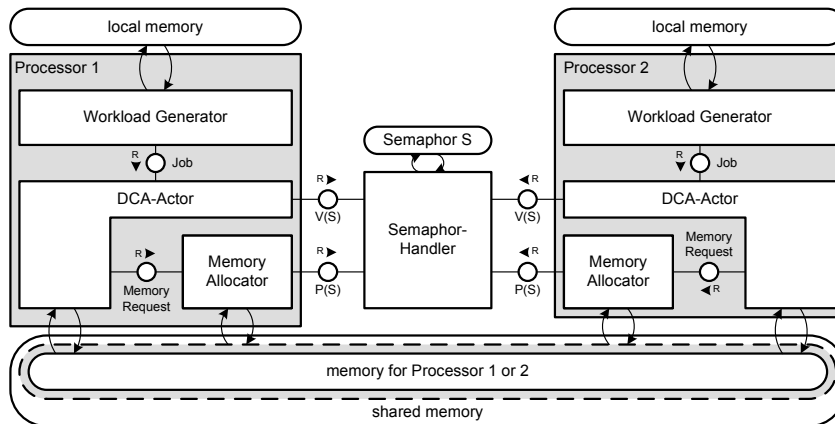 local memory
local memory
Processor 1
Processor 2
Workload Generator
Workload Generator
Semaphor S
R
Job
R
Job
DCA-Actor
R
V(S)
R
V(S)
DCA-Actor
Semaphor-
Handler
R
Memory
Request
Memory
Allocator
R
P(S)
R
P(S)
Memory
Allocator
Memory
Request
R
memory for Processor 1 or 2
shared memory